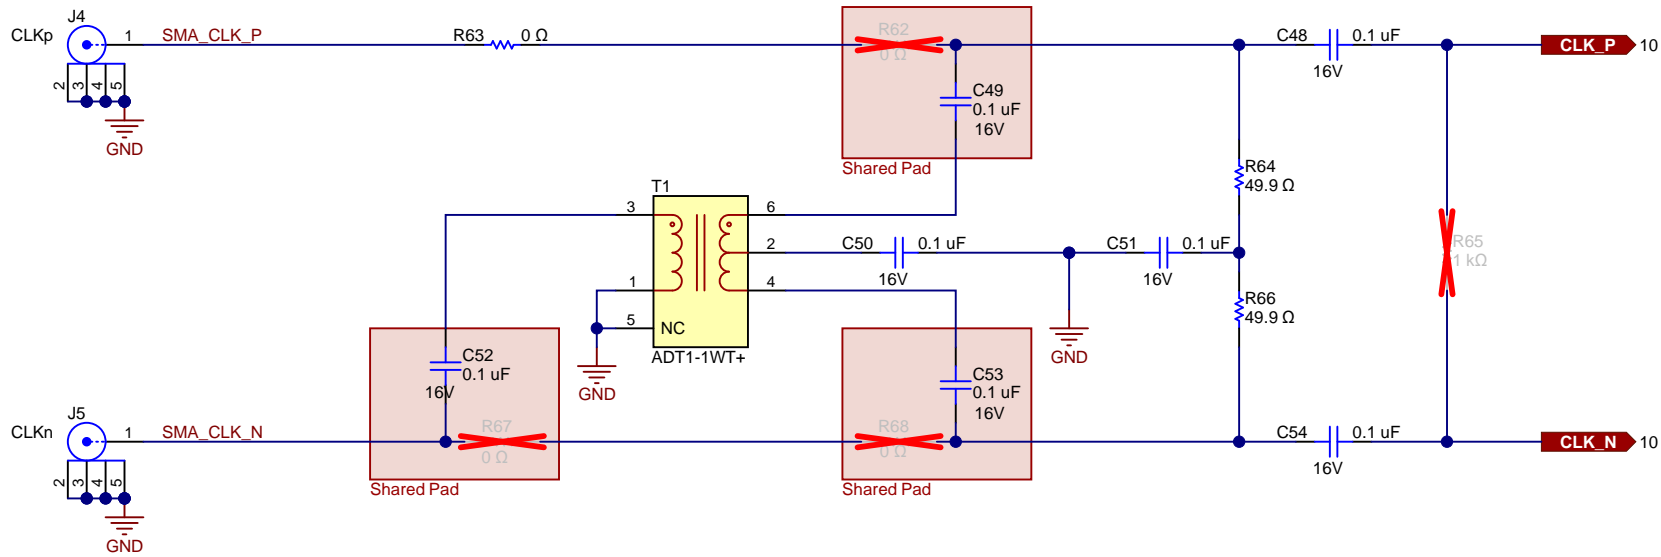 J4
CLKp
1
SMA_CLK_P
2
3
4
5
GND
R63
0 Ω
R62
0 Ω
C49
0.1 uF
16V
Shared Pad
C48
0.1 uF
16V
CLK_P
10
R64
49.9 Ω
T1
3
6
2
1
4
5
NC
ADT1-1WT+
GND
C50
0.1 uF
16V
C51
0.1 uF
16V
GND
R65
1 kΩ
R66
49.9 Ω
C52
0.1 uF
16V
R67
0 Ω
Shared Pad
C53
0.1 uF
16V
R68
0 Ω
Shared Pad
J5
CLKn
1
SMA_CLK_N
2
3
4
5
GND
C54
0.1 uF
16V
CLK_N
10